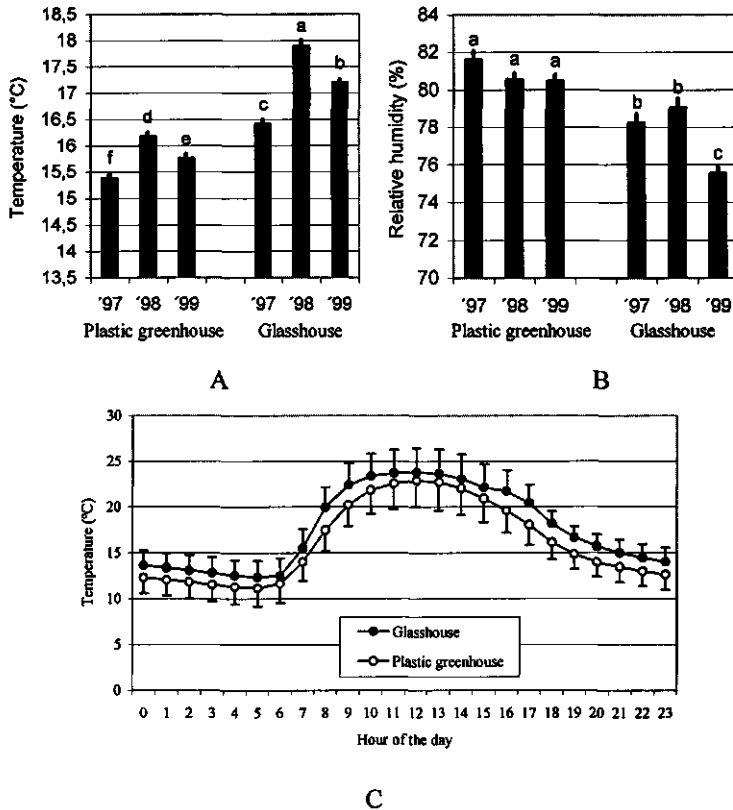 Temperature (°C)
18,5
18
17,5
17
16,5
16
15,5
15
14,5
14
13,5
f
d
e
c
a
b
´97 ´98 ´99 ´97 ´98 ´99
Plastic greenhouse Glasshouse
A
Relative humidity (%)
84
82
80
78
76
74
72
70
a
a
a
b
b
c
´97 ´98 ´99 ´97 ´98 ´99
Plastic greenhouse Glasshouse
B
Temperature (°C)
30
25
20
15
10
5
0
Glasshouse
Plastic greenhouse
0 1 2 3 4 5 6 7 8 9 10 11 12 13 14 15 16 17 18 19 20 21 22 23
Hour of the day
C